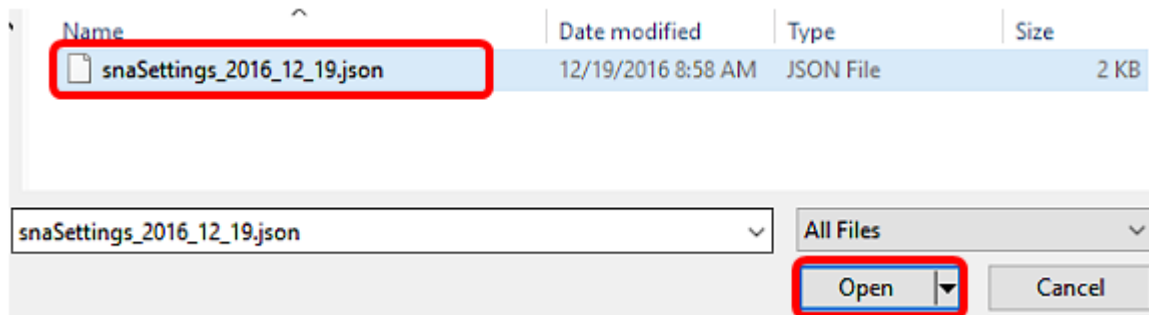 Name Date modified Type Size
snaSettings_2016_12_19.json 12/19/2016 8:58 AM JSON File 2 KB
snaSettings_2016_12_19.json All Files
Open Cancel